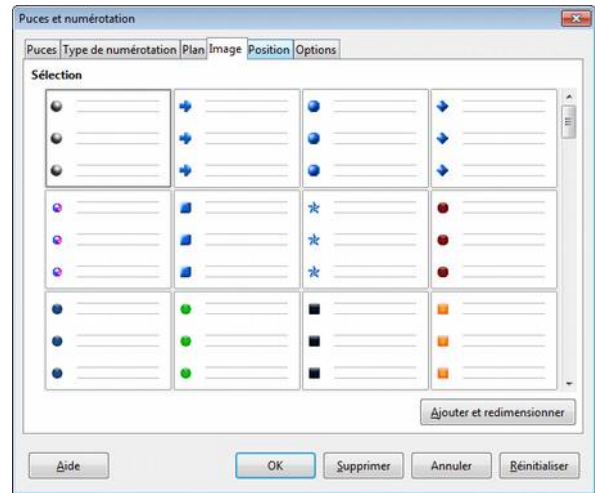 Puces et numérotation
Puces Type de numérotation Plan Image Position Options
Sélection
Ajouter et redimensionner
Aide OK Supprimer Annuler Réinitialiser